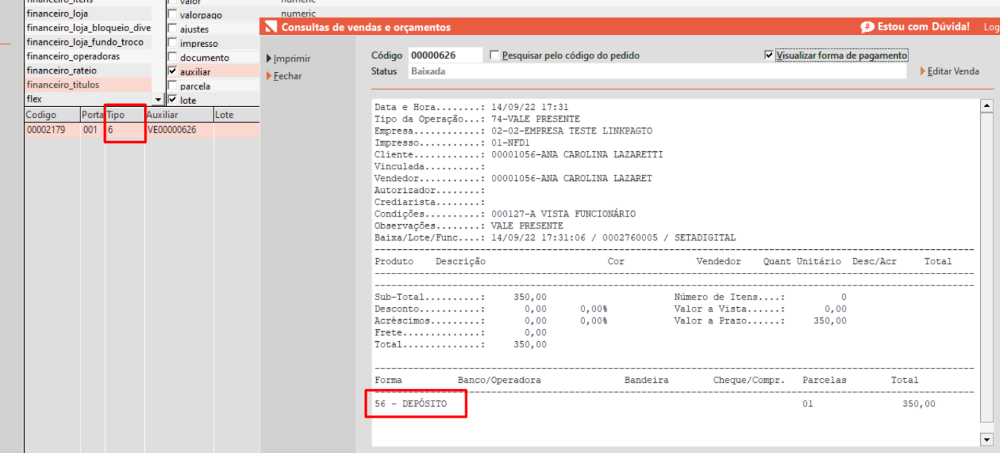 financeiro_itens
financeiro_loja
financeiro_loja_bloqueio_dive
financeiro_loja_fundo_troco
financeiro_operadoras
financeiro_rateio
financeiro_titulos
flex
valor numeric
valorpago numeric
ajustes
impresso
documento
auxiliar
parcela
lote
Codigo Porta Tipo Auxiliar Lote
00002179 001 6 VE00000626
Consultas de vendas e orçamentos Estou com Dúvida! Log
Imprimir
Fechar
Código 00000626 Pesquisar pelo código do pedido Visualizar forma de pagamento
Status Baixada Editar Venda
Data e Hora........: 14/09/22 17:31
Tipo da Operação...: 74-VALE PRESENTE
Empresa............: 02-02-EMPRESA TESTE LINKPAGTO
Impresso...........: 01-NFD1
Cliente............: 00001056-ANA CAROLINA LAZARETTI
Vinculada..........:
Vendedor...........: 00001056-ANA CAROLINA LAZARET
Autorizador........:
Crediarista........:
Condições..........: 000127-A VISTA FUNCIONÁRIO
Observações........: VALE PRESENTE
Baixa/Lote/Func....: 14/09/22 17:31:06 / 0002760005 / SETADIGITAL
Produto Descrição Cor Vendedor Quant Unitário Desc/Acr Total
Sub-Total..........: 350,00 Número de Itens....: 0
Desconto...........: 0,00 0,00% Valor a Vista......: 0,00
Acréscimos.........: 0,00 0,00% Valor a Prazo......: 350,00
Frete..............: 0,00
Total..............: 350,00
Forma Banco/Operadora Bandeira Cheque/Compr. Parcelas Total
56 - DEPÓSITO 01 350,00